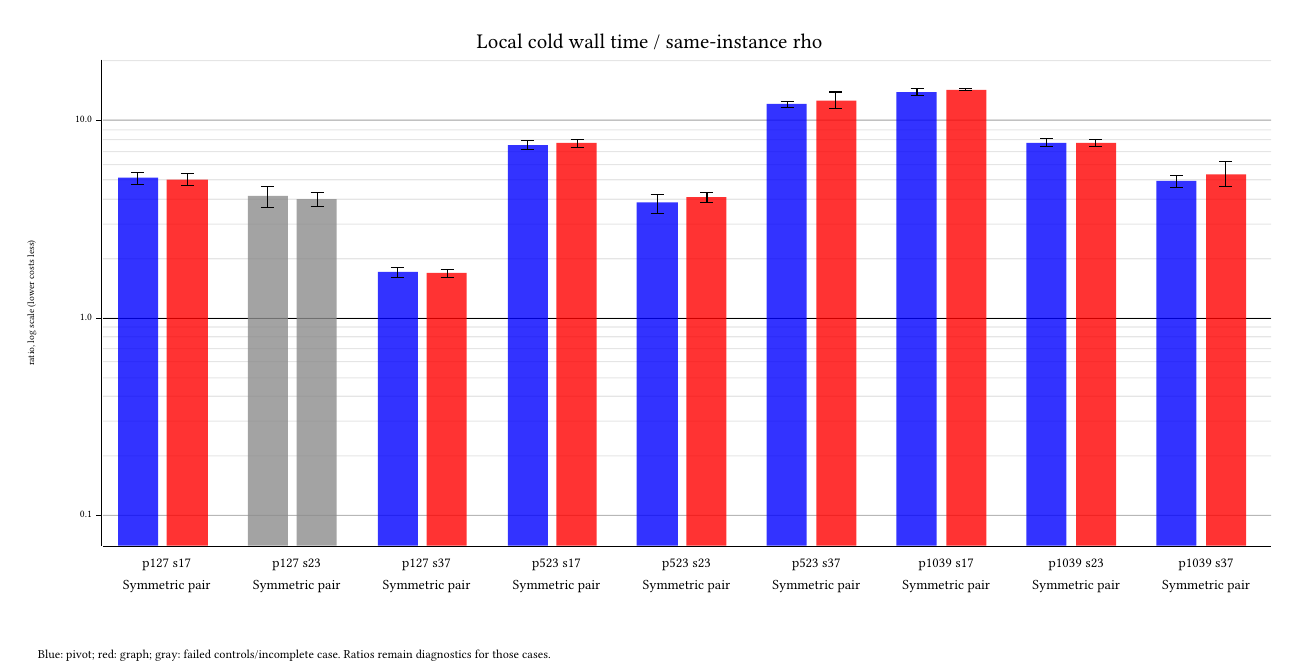 Local cold wall time / same-instance rho
ratio, log scale (lower costs less)
10.0
1.0
0.1
p127 s17 p127 s23 p127 s37 p523 s17 p523 s23 p523 s37 p1039 s17 p1039 s23 p1039 s37
Symmetric pair Symmetric pair Symmetric pair Symmetric pair Symmetric pair Symmetric pair Symmetric pair Symmetric pair Symmetric pair
Blue: pivot; red: graph; gray: failed controls/incomplete case. Ratios remain diagnostics for those cases.